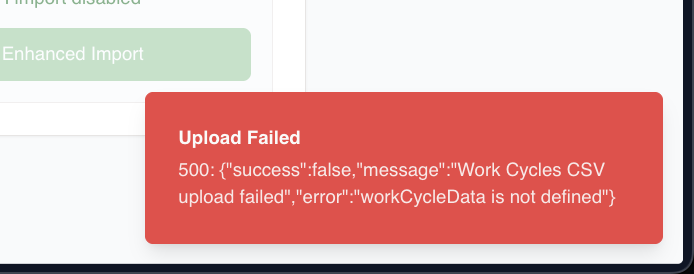 import disabled
Enhanced Import
Upload Failed
500: {"success":false,"message":"Work Cycles CSV
upload failed","error":"workCycleData is not defined"}